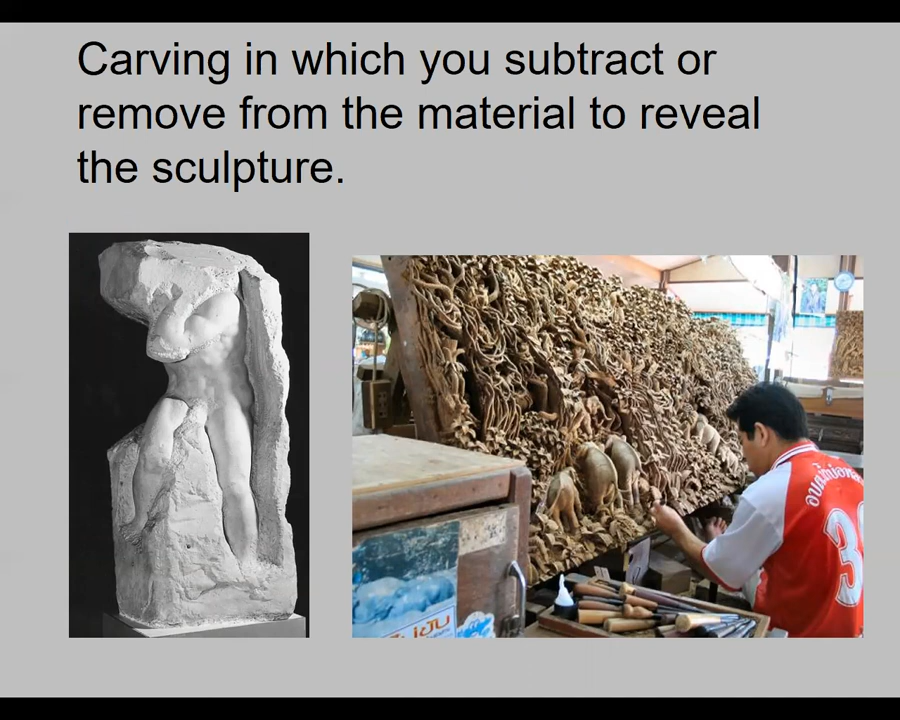 Carving in which you subtract or
remove from the material to reveal
the sculpture.